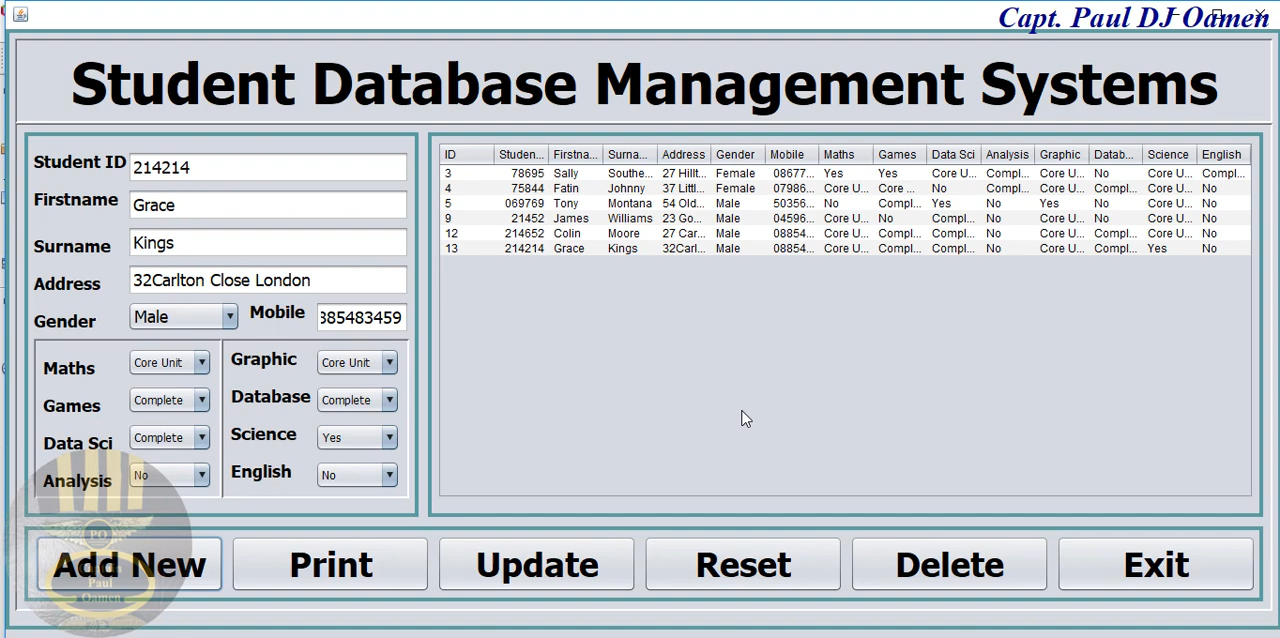 Capt. Paul DJ Oamen
Student Database Management Systems
Student ID 214214
Firstname Grace
Surname Kings
Address 32Carlton Close London
Gender Male Mobile 385483459
Maths Core Unit Graphic Core Unit
Games Complete Database Complete
Data Sci Complete Science Yes
Analysis No English No
ID Studen... Firstna... Surna... Address Gender Mobile Maths Games Data Sci Analysis Graphic Datab... Science English
3 78695 Sally Southe... 27 Hillt... Female 08677... Yes Yes Core U... Compl... Core U... No Core U... Compl...
4 75844 Fatin Johnny 37 Littl... Female 07986... Core U... Core ... No Compl... Core U... Compl... Core U... No
5 069769 Tony Montana 54 Old... Male 50356... No Compl... Yes No Yes No Core U... No
9 21452 James Williams 23 Go... Male 04596... Core U... No Compl... No Core U... Compl... Core U... No
12 214652 Colin Moore 27 Car... Male 08854... Core U... Compl... Compl... No Core U... Compl... Core U... No
13 214214 Grace Kings 32Carl... Male 08854... Core U... Compl... Compl... No Core U... Compl... Yes No
Add New Print Update Reset Delete Exit
PO
Paul
Oamen